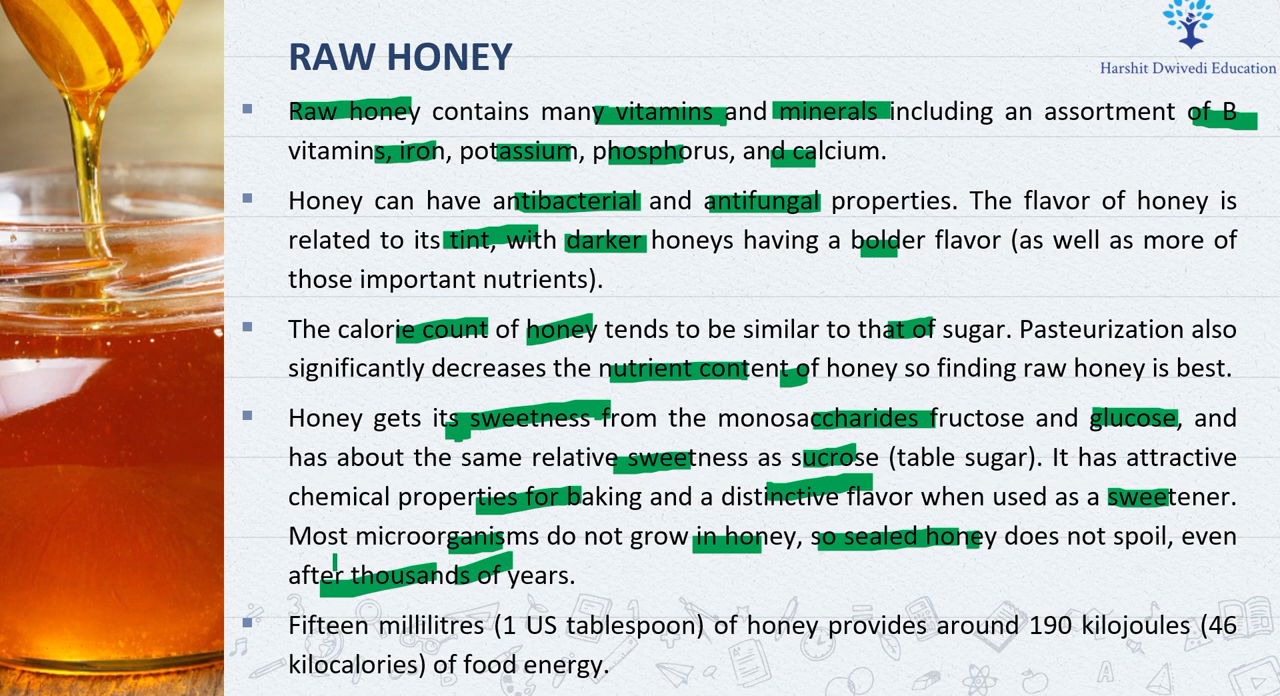 Harshit Dwivedi Education
RAW HONEY
Raw honey contains many vitamins and minerals including an assortment of B
vitamins, iron, potassium, phosphorus, and calcium.
Honey can have antibacterial and antifungal properties. The flavor of honey is
related to its tint, with darker honeys having a bolder flavor (as well as more of
those important nutrients).
The calorie count of honey tends to be similar to that of sugar. Pasteurization also
significantly decreases the nutrient content of honey so finding raw honey is best.
Honey gets its sweetness from the monosaccharides fructose and glucose, and
has about the same relative sweetness as sucrose (table sugar). It has attractive
chemical properties for baking and a distinctive flavor when used as a sweetener.
Most microorganisms do not grow in honey, so sealed honey does not spoil, even
after thousands of years.
Fifteen millilitres (1 US tablespoon) of honey provides around 190 kilojoules (46
kilocalories) of food energy.